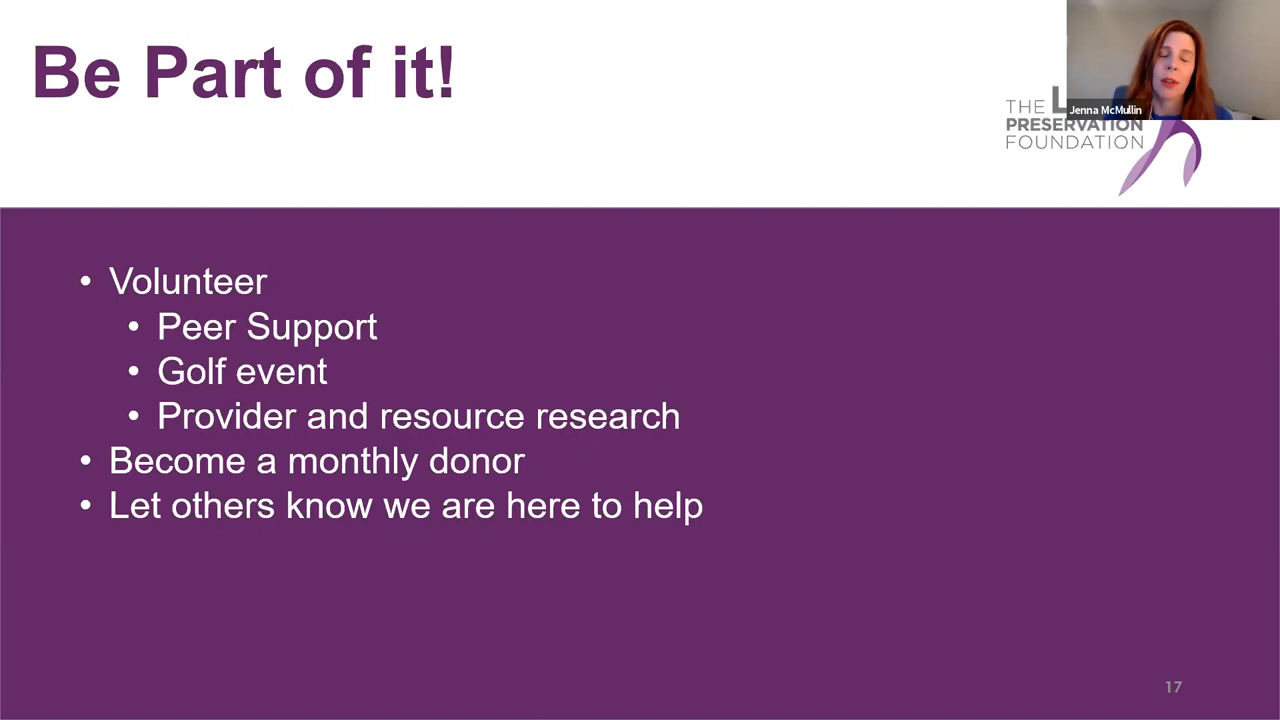 Be Part of it!
Jenna McMullin
THE
PRESERVATION
FOUNDATION
• Volunteer
• Peer Support
• Golf event
• Provider and resource research
• Become a monthly donor
• Let others know we are here to help
17